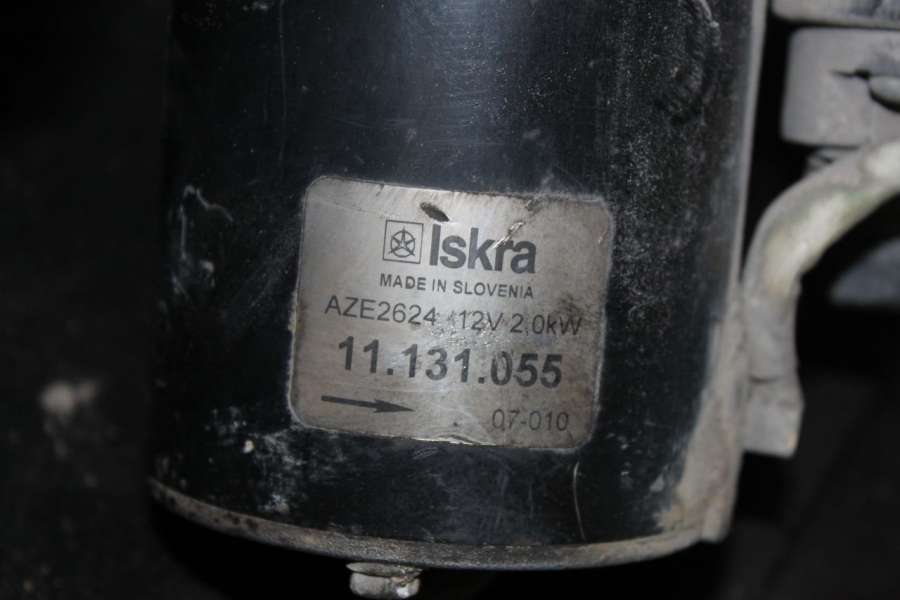 Iskra
MADE IN SLOVENIA
AZE2624 12V 2,0kW
11.131.055
07-010